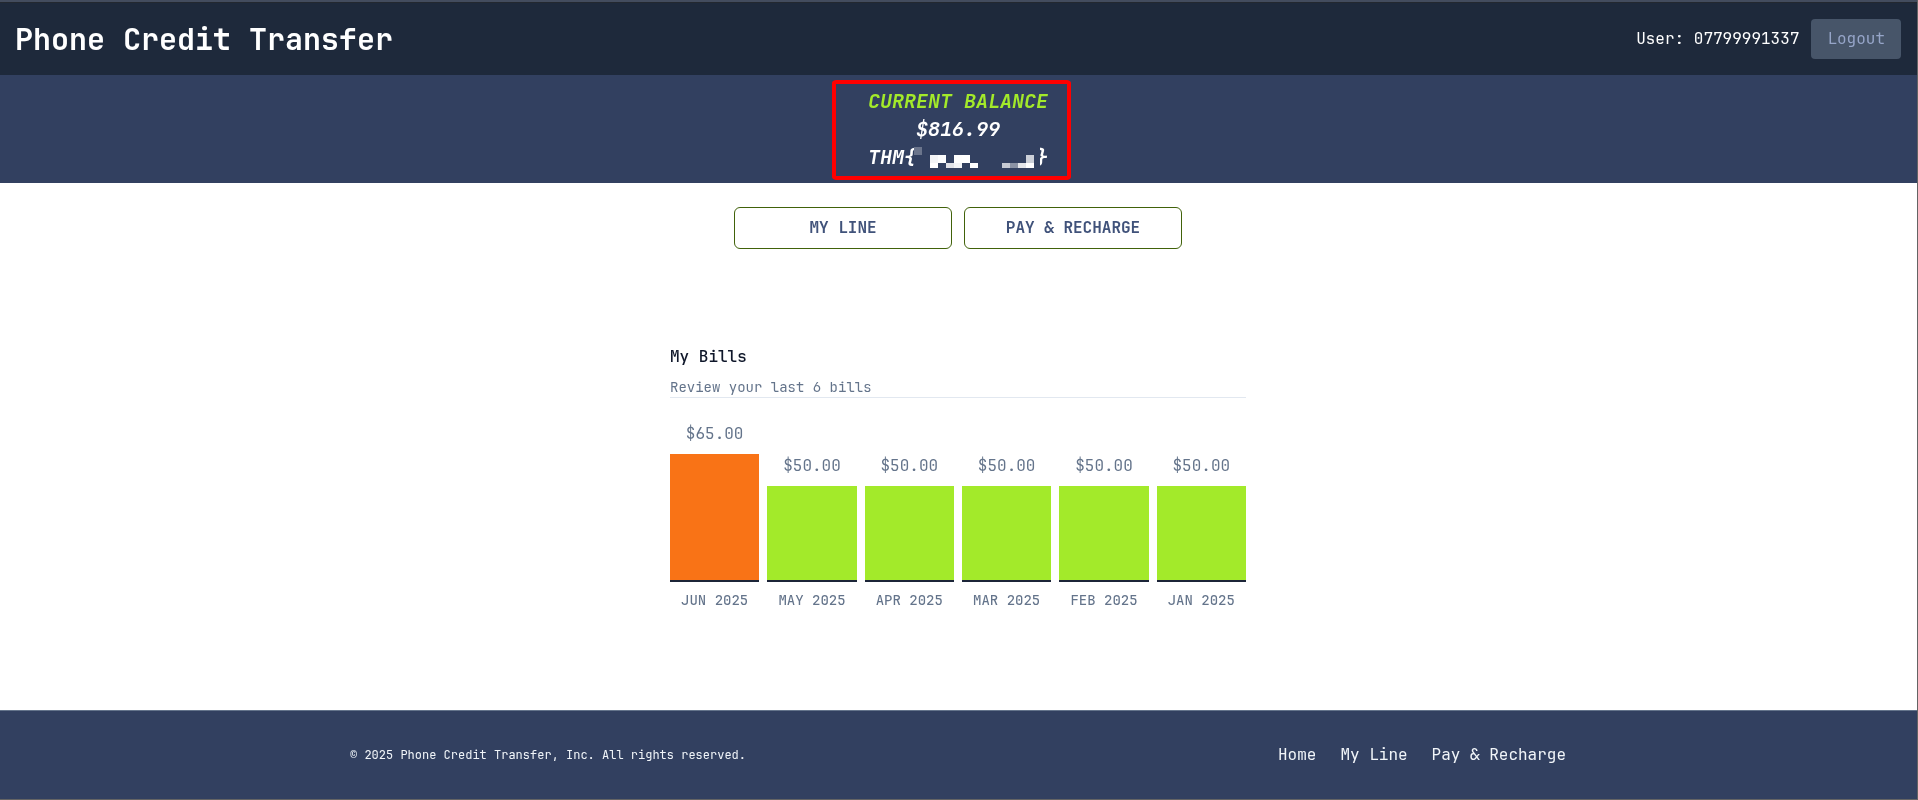 Phone Credit Transfer
User: 07799991337
Logout
CURRENT BALANCE
$816.99
THM{ }
MY LINE
PAY & RECHARGE
My Bills
Review your last 6 bills
$65.00
$50.00
$50.00
$50.00
$50.00
$50.00
JUN 2025
MAY 2025
APR 2025
MAR 2025
FEB 2025
JAN 2025
© 2025 Phone Credit Transfer, Inc. All rights reserved.
Home
My Line
Pay & Recharge